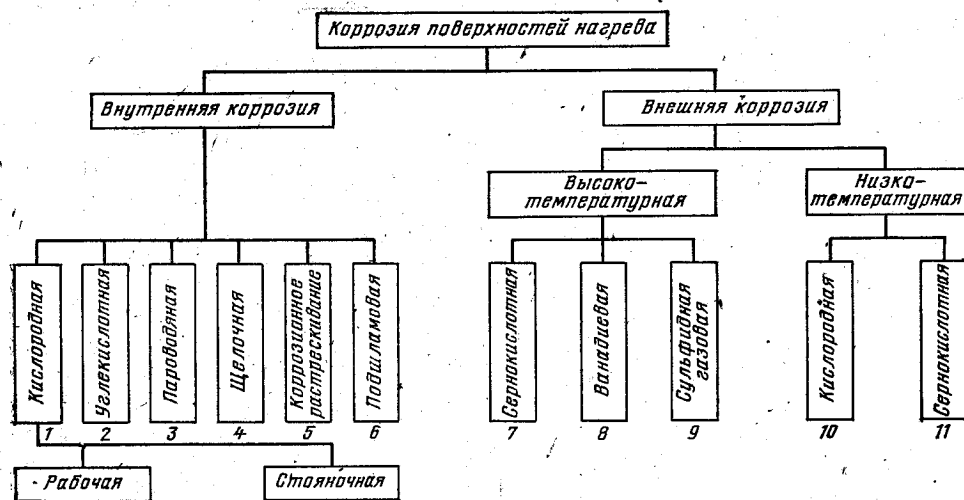 Коррозия поверхностей нагрева
Внутренняя коррозия
Внешняя коррозия
Высоко-
температурная
Низко-
температурная
Кислородная
Углекислотная
Пароводяная
Щелочная
Коррозионное
растрескивание
Подшламовая
Сернокислотная
Ванадиевая
Сульфидная
газовая
Кислородная
Сернокислотная
1
2
3
4
5
6
7
8
9
10
11
Рабочая
Стояночная